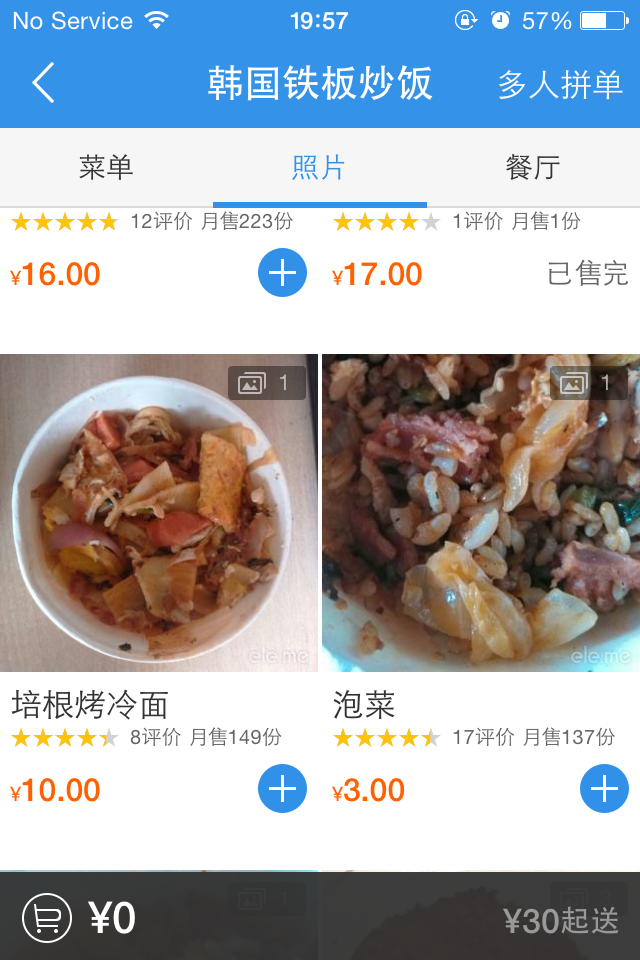 No Service 19:57 57%
韩国铁板炒饭 多人拼单
菜单 照片 餐厅
12评价 月售223份 1评价 月售1份
¥16.00 ¥17.00 已售完
1 1
ele.me ele.me
培根烤冷面 泡菜
8评价 月售149份 17评价 月售137份
¥10.00 ¥3.00
1
¥0 ¥30起送